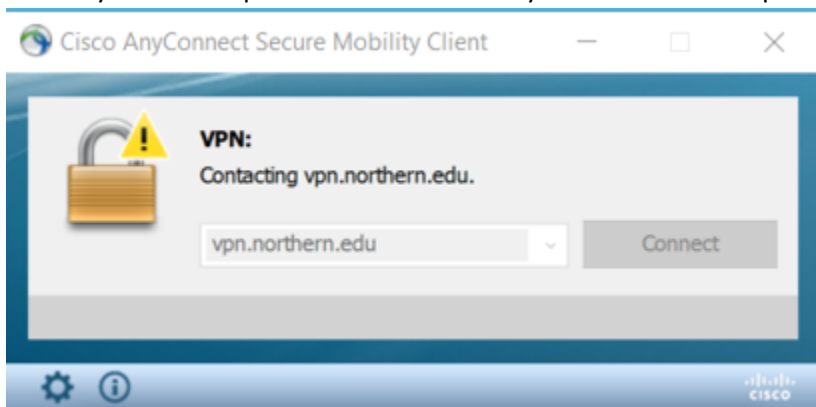 Cisco AnyConnect Secure Mobility Client
VPN:
Contacting vpn.northern.edu.
vpn.northern.edu
Connect
CISCO